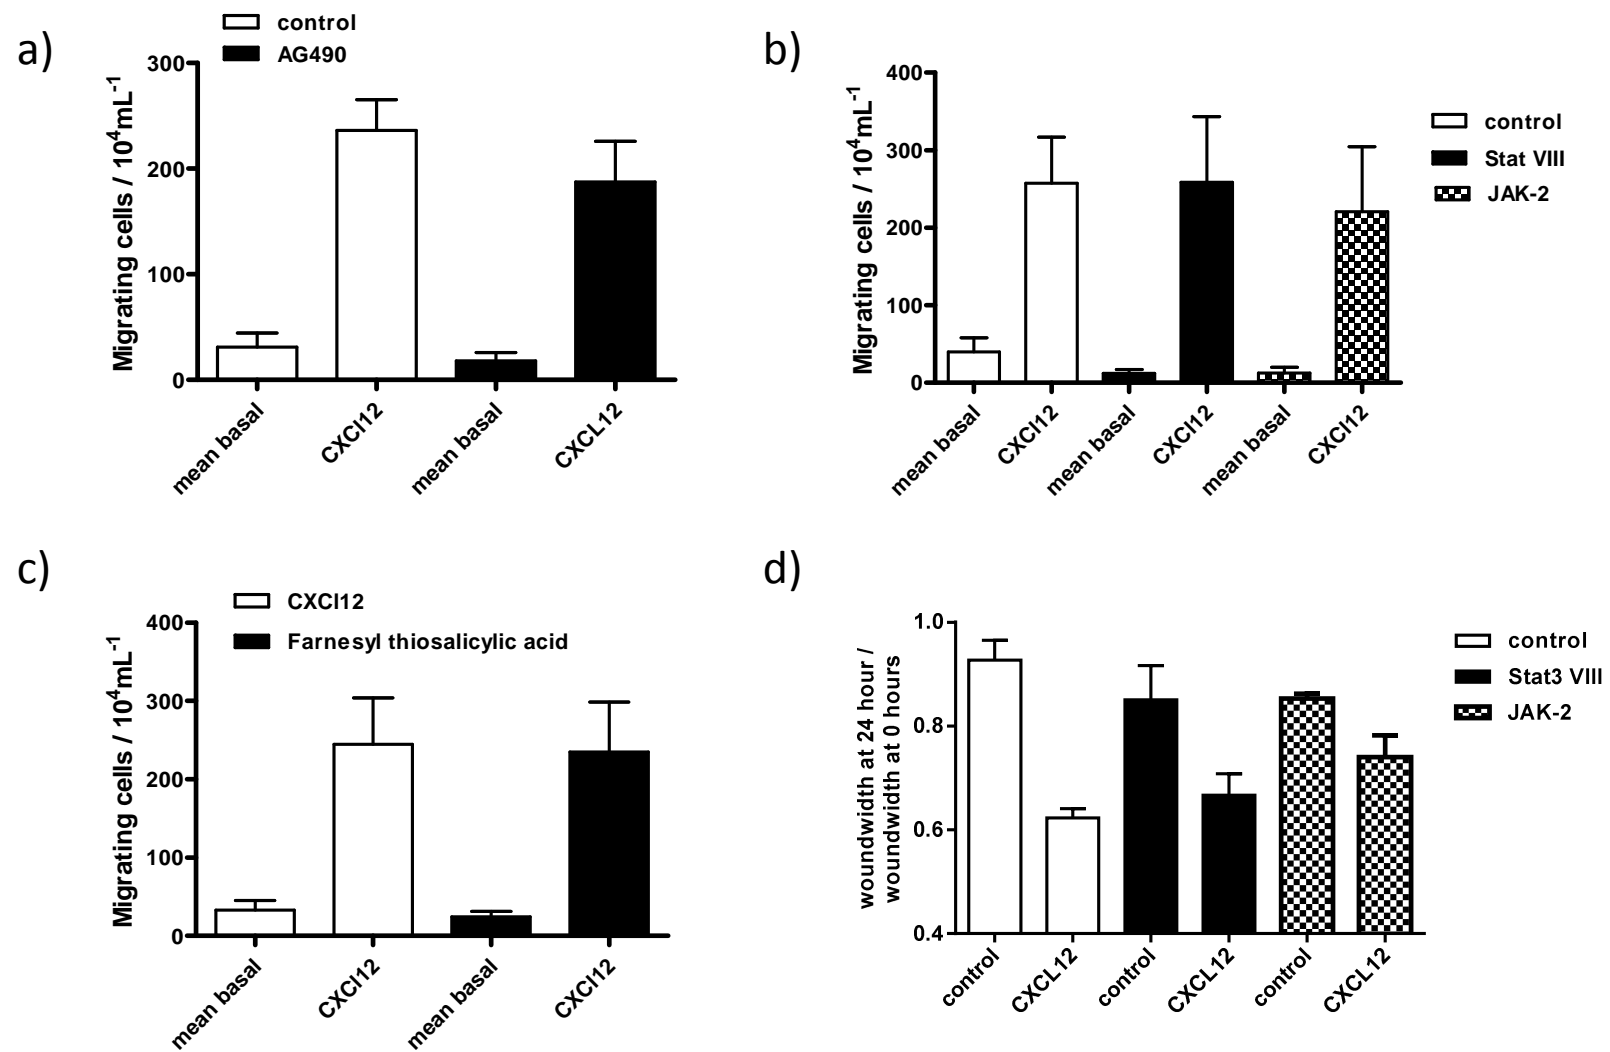 a)
control
AG490
Migrating cells / 10⁴mL⁻¹
300
200
100
0
mean basal
CXCl12
mean basal
CXCL12
b)
Migrating cells / 10⁴mL⁻¹
400
300
200
100
0
mean basal
CXCl12
mean basal
CXCl12
mean basal
CXCl12
control
Stat VIII
JAK-2
c)
CXCl12
Farnesyl thiosalicylic acid
Migrating cells / 10⁴mL⁻¹
400
300
200
100
0
mean basal
CXCl12
mean basal
CXCl12
d)
woundwidth at 24 hour /
woundwidth at 0 hours
1.0
0.8
0.6
0.4
control
CXCL12
control
CXCL12
control
CXCL12
control
Stat3 VIII
JAK-2